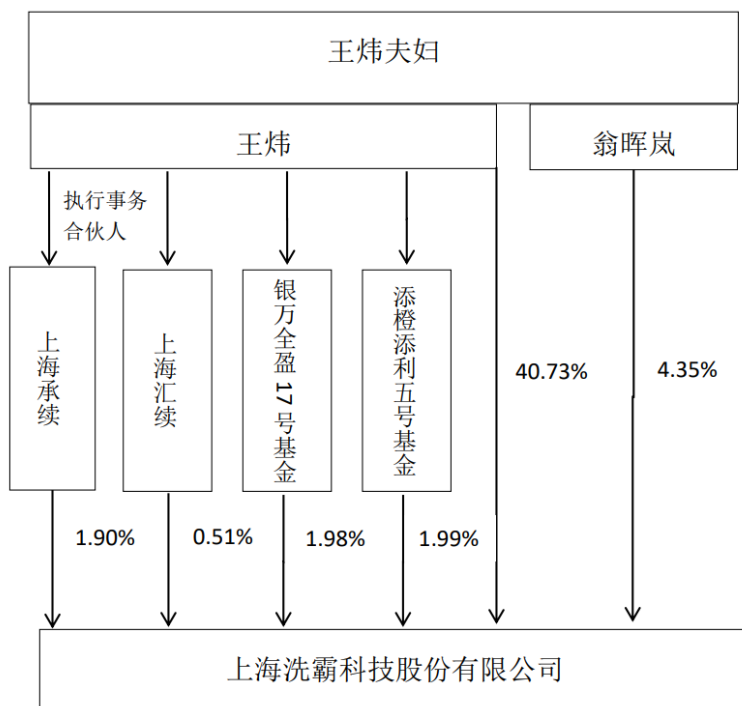 王炜夫妇
王炜
翁晖岚
执行事务
合伙人
上海承续
上海汇续
银万全盈17号基金
添橙添利五号基金
40.73%
4.35%
1.90%
0.51%
1.98%
1.99%
上海洗霸科技股份有限公司